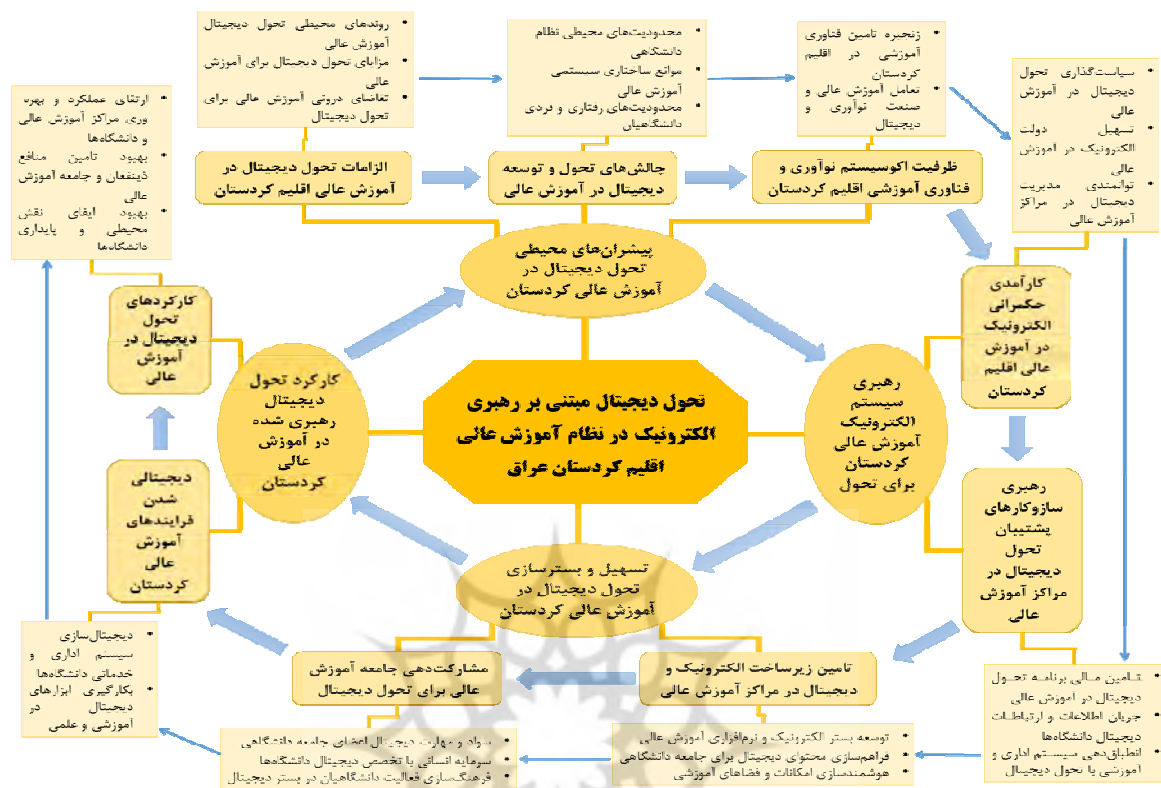 روندهای محیطی تحول دیجیتال
آموزش عالی
مزایای تحول دیجیتال برای آموزش
عالی
تقاضای درونی آموزش عالی برای
تحول دیجیتال
محدودیت‌های محیطی نظام
دانشگاهی
موانع ساختاری سیستمی
آموزش عالی
محدودیت‌های رفتاری و فردی
دانشگاهیان
زنجیره تامین فناوری
آموزشی در اقلیم
کردستان
تعامل آموزش عالی و
صنعت نوآوری و
دیجیتال
سیاست‌گذاری تحول
دیجیتال در آموزش
عالی
تسهیل دولت
الکترونیک در آموزش
عالی
توانمندی مدیریت
دیجیتال در مراکز
آموزش عالی
ارتقای عملکرد و بهره
وری مراکز آموزش عالی
و دانشگاه‌ها
بهبود تامین منافع
ذینفعان و جامعه آموزش
عالی
بهبود ایفای نقش
محیطی و پایداری
دانشگاه‌ها
الزامات تحول دیجیتال در
آموزش عالی اقلیم کردستان
چالش‌های تحول و توسعه
دیجیتال در آموزش عالی
ظرفیت اکوسیستم نوآوری و
فناوری آموزشی اقلیم کردستان
پیشران‌های محیطی
تحول دیجیتال در
آموزش عالی کردستان
کارآمدی
حکمرانی
الکترونیک
در آموزش
عالی اقلیم
کردستان
کارکردهای
تحول
دیجیتال در
آموزش
عالی
رهبری
سیستم
الکترونیک
آموزش عالی
کردستان
برای تحول
تحول دیجیتال مبتنی بر رهبری
الکترونیک در نظام آموزش عالی
اقلیم کردستان عراق
کارکرد تحول
دیجیتال
رهبری شده
در آموزش
عالی
کردستان
دیجیتالی
شدن
فرایندهای
آموزش
عالی
کردستان
رهبری
سازوکارهای
پشتیبان
تحول
دیجیتال در
مراکز آموزش
عالی
تسهیل و بسترسازی
تحول دیجیتال در
آموزش عالی کردستان
تامین زیرساخت الکترونیک و
دیجیتال در مراکز آموزش عالی
مشارکت‌دهی جامعه آموزش
عالی برای تحول دیجیتال
دیجیتال‌سازی
سیستم اداری و
خدماتی دانشگاه‌ها
بکارگیری ابزارهای
دیجیتال در
آموزشی و علمی
تامین مالی برنامه تحول
دیجیتال در آموزش عالی
جریان اطلاعات و ارتباطات
دیجیتال دانشگاه‌ها
انطباق‌دهی سیستم اداری و
آموزشی با تحول دیجیتال
توسعه بستر الکترونیک و نرم‌افزاری آموزش عالی
فراهم‌سازی محتوای دیجیتال برای جامعه دانشگاهی
هوشمندسازی امکانات و فضاهای آموزشی
سواد و مهارت دیجیتال اعضای جامعه دانشگاهی
سرمایه انسانی با تخصص دیجیتال دانشگاه‌ها
فرهنگ‌سازی فعالیت دانشگاهیان در بستر دیجیتال